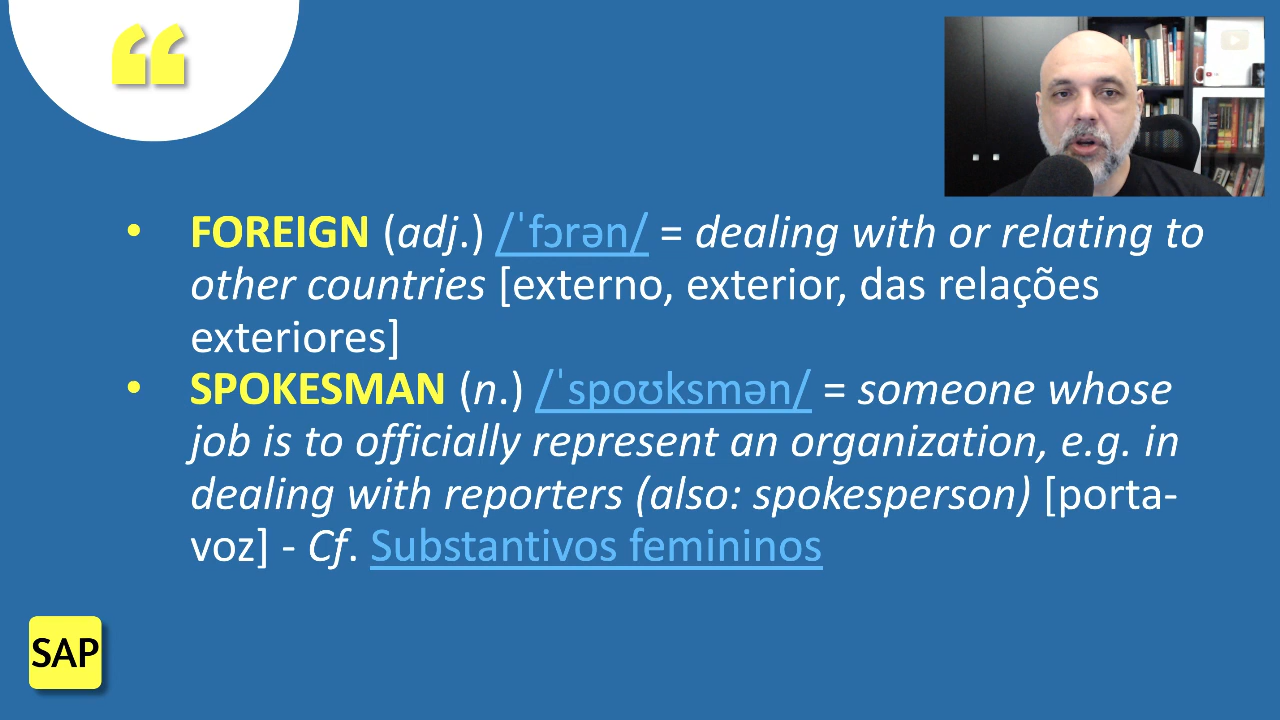 “
• FOREIGN (adj.) /ˈfɔrən/ = dealing with or relating to
other countries [externo, exterior, das relações
exteriores]
• SPOKESMAN (n.) /ˈspoʊksmən/ = someone whose
job is to officially represent an organization, e.g. in
dealing with reporters (also: spokesperson) [porta-
voz] - Cf. Substantivos femininos
SAP